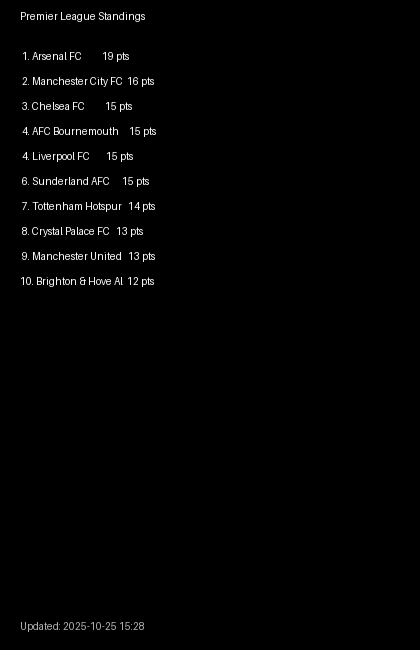 Premier League Standings
1. Arsenal FC 19 pts
2. Manchester City FC 16 pts
3. Chelsea FC 15 pts
4. AFC Bournemouth 15 pts
4. Liverpool FC 15 pts
6. Sunderland AFC 15 pts
7. Tottenham Hotspur 14 pts
8. Crystal Palace FC 13 pts
9. Manchester United 13 pts
10. Brighton & Hove Al 12 pts
Updated: 2025-10-25 15:28